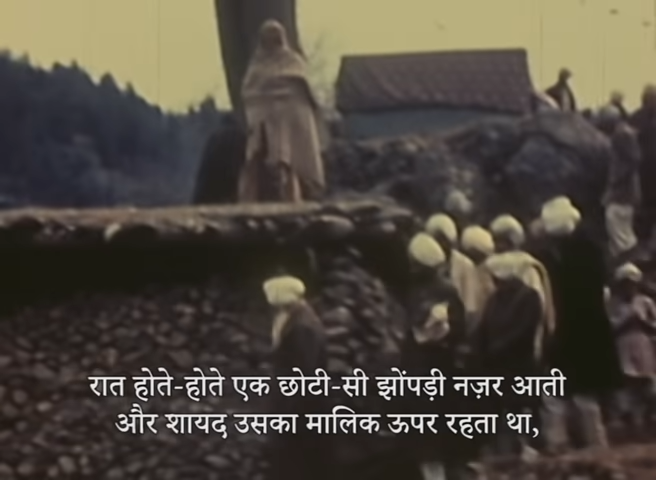 रात होते-होते एक छोटी-सी झोंपड़ी नज़र आती
और शायद उसका मालिक ऊपर रहता था,